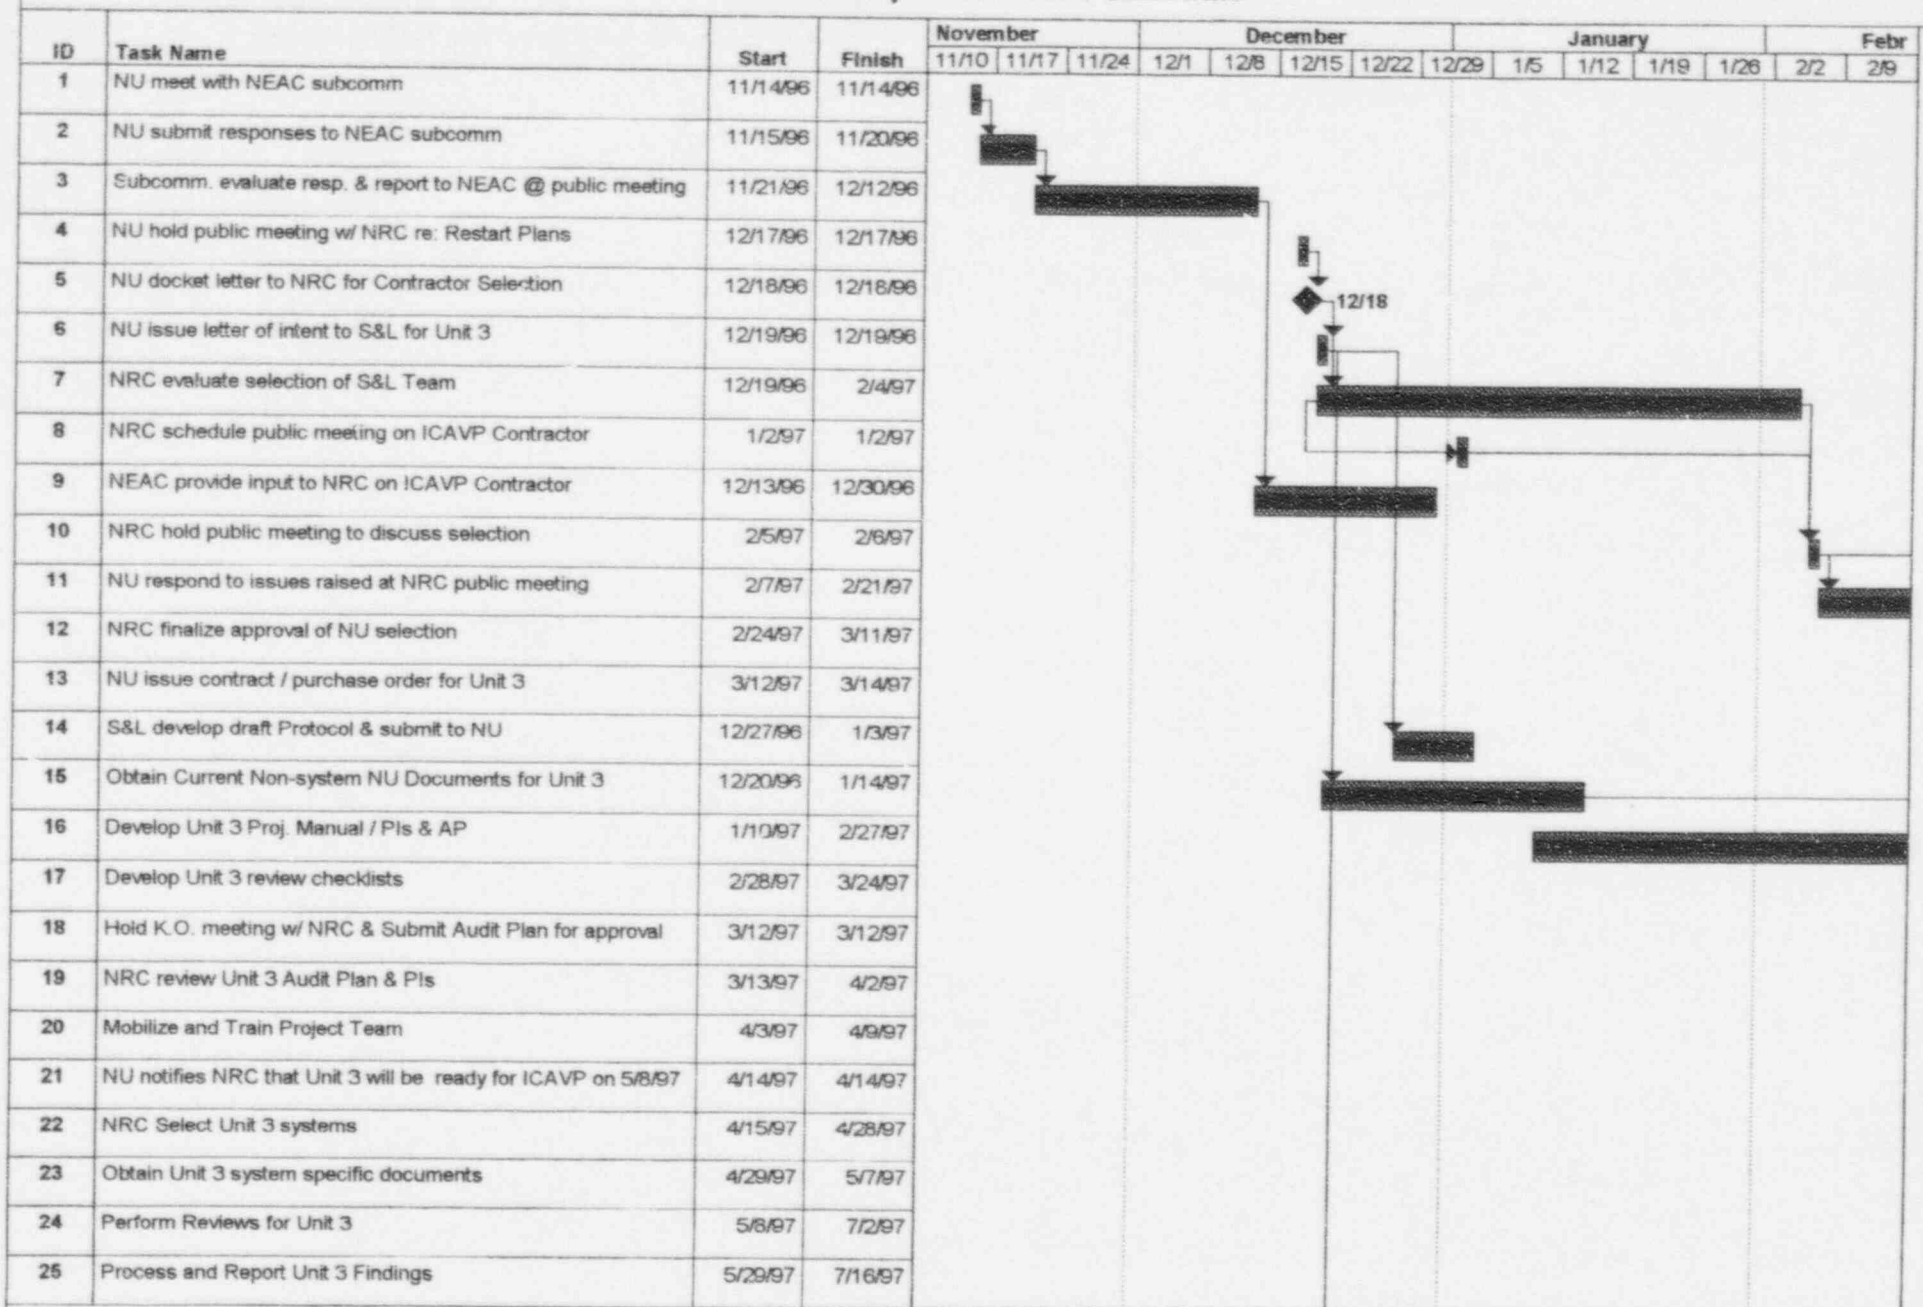 November December January Febr
ID Task Name Start Finish 11/10 11/17 11/24 12/1 12/8 12/15 12/22 12/29 1/5 1/12 1/19 1/26 2/2 2/9
1 NU meet with NEAC subcomm 11/14/96 11/14/96
2 NU submit responses to NEAC subcomm 11/15/96 11/20/96
3 Subcomm. evaluate resp. & report to NEAC @ public meeting 11/21/96 12/12/96
4 NU hold public meeting w/ NRC re: Restart Plans 12/17/96 12/17/96
5 NU docket letter to NRC for Contractor Selection 12/18/96 12/18/96 12/18
6 NU issue letter of intent to S&L for Unit 3 12/19/96 12/19/96
7 NRC evaluate selection of S&L Team 12/19/96 2/4/97
8 NRC schedule public meeting on ICAVP Contractor 1/2/97 1/2/97
9 NEAC provide input to NRC on ICAVP Contractor 12/13/96 12/30/96
10 NRC hold public meeting to discuss selection 2/5/97 2/6/97
11 NU respond to issues raised at NRC public meeting 2/7/97 2/21/97
12 NRC finalize approval of NU selection 2/24/97 3/11/97
13 NU issue contract / purchase order for Unit 3 3/12/97 3/14/97
14 S&L develop draft Protocol & submit to NU 12/27/96 1/3/97
15 Obtain Current Non-system NU Documents for Unit 3 12/20/96 1/14/97
16 Develop Unit 3 Proj. Manual / PIs & AP 1/10/97 2/27/97
17 Develop Unit 3 review checklists 2/28/97 3/24/97
18 Hold K.O. meeting w/ NRC & Submit Audit Plan for approval 3/12/97 3/12/97
19 NRC review Unit 3 Audit Plan & PIs 3/13/97 4/2/97
20 Mobilize and Train Project Team 4/3/97 4/9/97
21 NU notifies NRC that Unit 3 will be ready for ICAVP on 5/8/97 4/14/97 4/14/97
22 NRC Select Unit 3 systems 4/15/97 4/28/97
23 Obtain Unit 3 system specific documents 4/29/97 5/7/97
24 Perform Reviews for Unit 3 5/8/97 7/2/97
25 Process and Report Unit 3 Findings 5/29/97 7/16/97